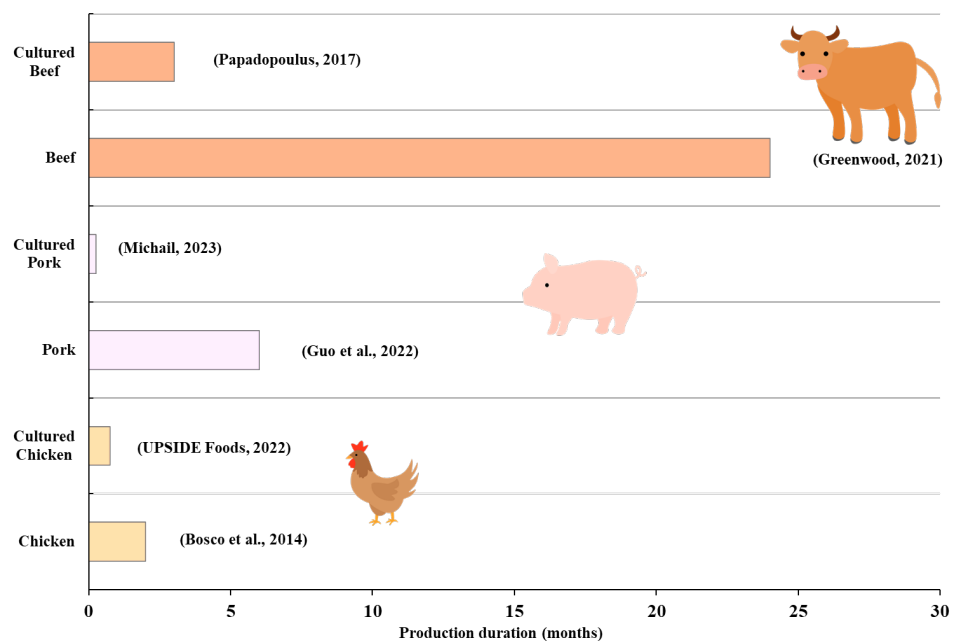 Cultured
Beef
(Papadopoulus, 2017)
Beef
(Greenwood, 2021)
Cultured
Pork
(Michail, 2023)
Pork
(Guo et al., 2022)
Cultured
Chicken
(UPSIDE Foods, 2022)
Chicken
(Bosco et al., 2014)
0 5 10 15 20 25 30
Production duration (months)